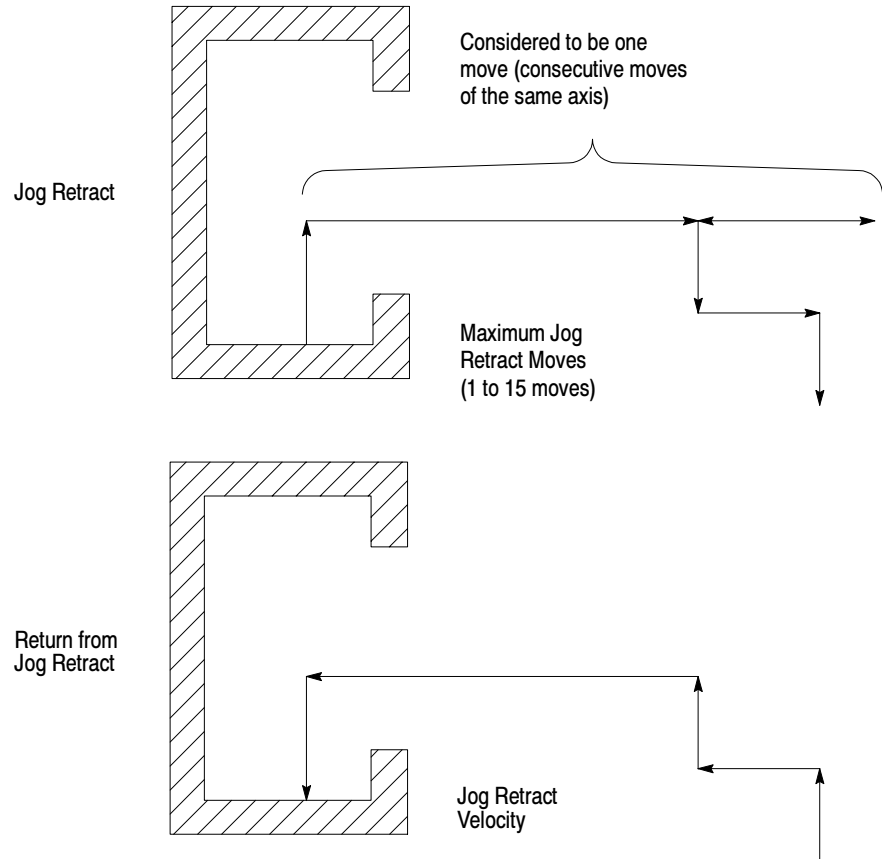 Considered to be one
move (consecutive moves
of the same axis)
Jog Retract
Maximum Jog
Retract Moves
(1 to 15 moves)
Return from
Jog Retract
Jog Retract
Velocity